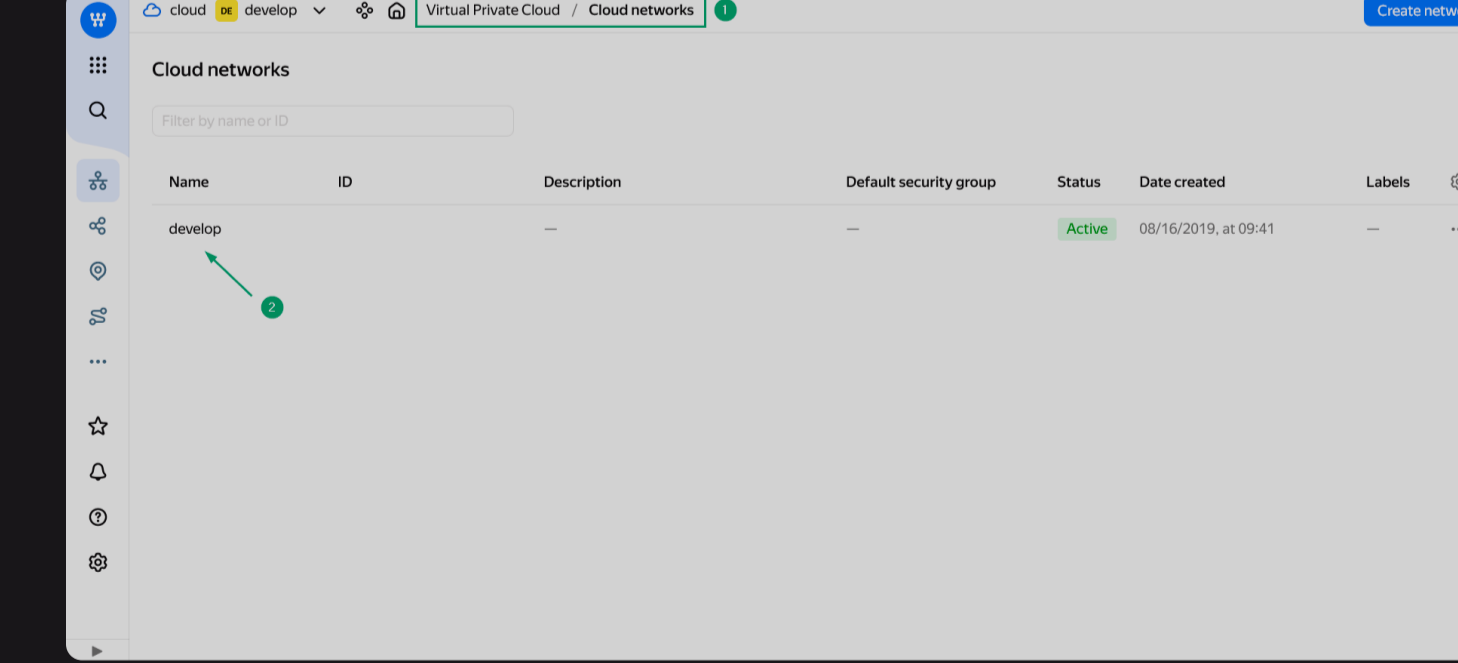 cloud DE develop Virtual Private Cloud / Cloud networks 1 Create netw
Cloud networks
Filter by name or ID
Name ID Description Default security group Status Date created Labels
develop — — Active 08/16/2019, at 09:41 —
2